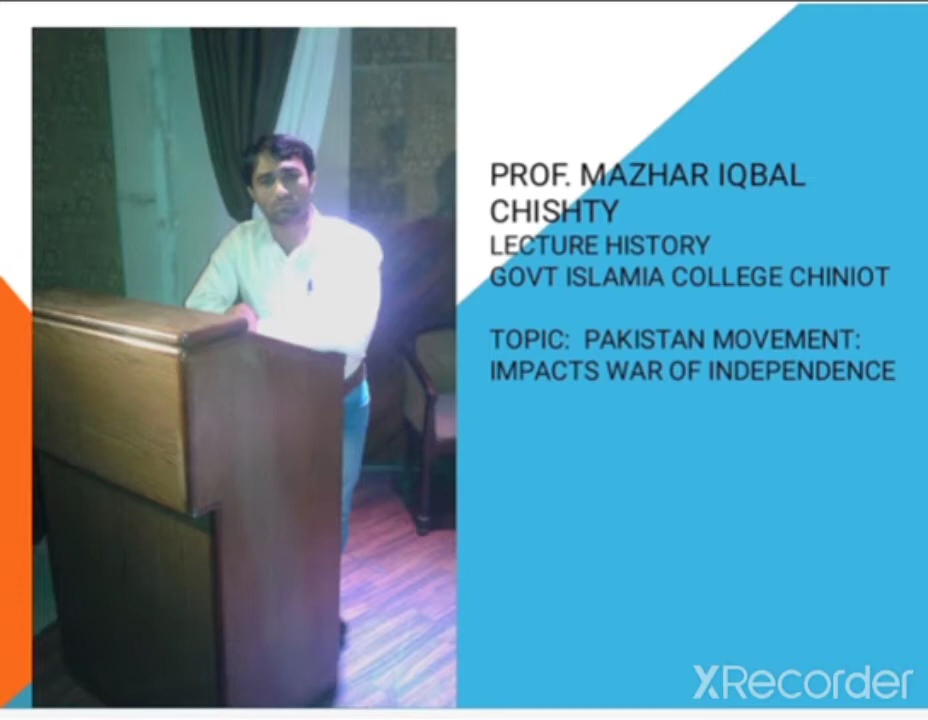 PROF. MAZHAR IQBAL
CHISHTY
LECTURE HISTORY
GOVT ISLAMIA COLLEGE CHINIOT
TOPIC: PAKISTAN MOVEMENT:
IMPACTS WAR OF INDEPENDENCE
XRecorder